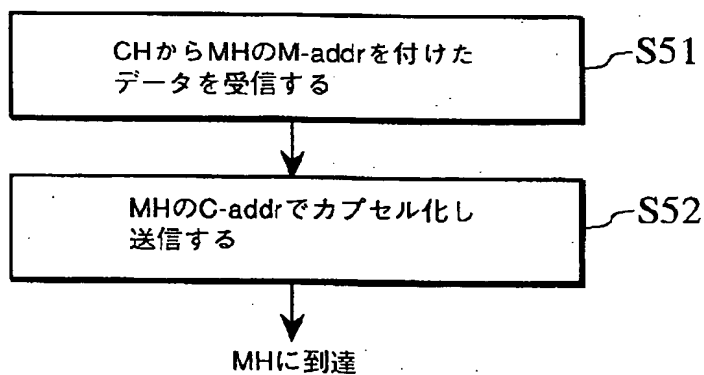 CHからMHのM-addrを付けた
データを受信する
S51
MHのC-addrでカプセル化し
送信する
S52
MHに到達